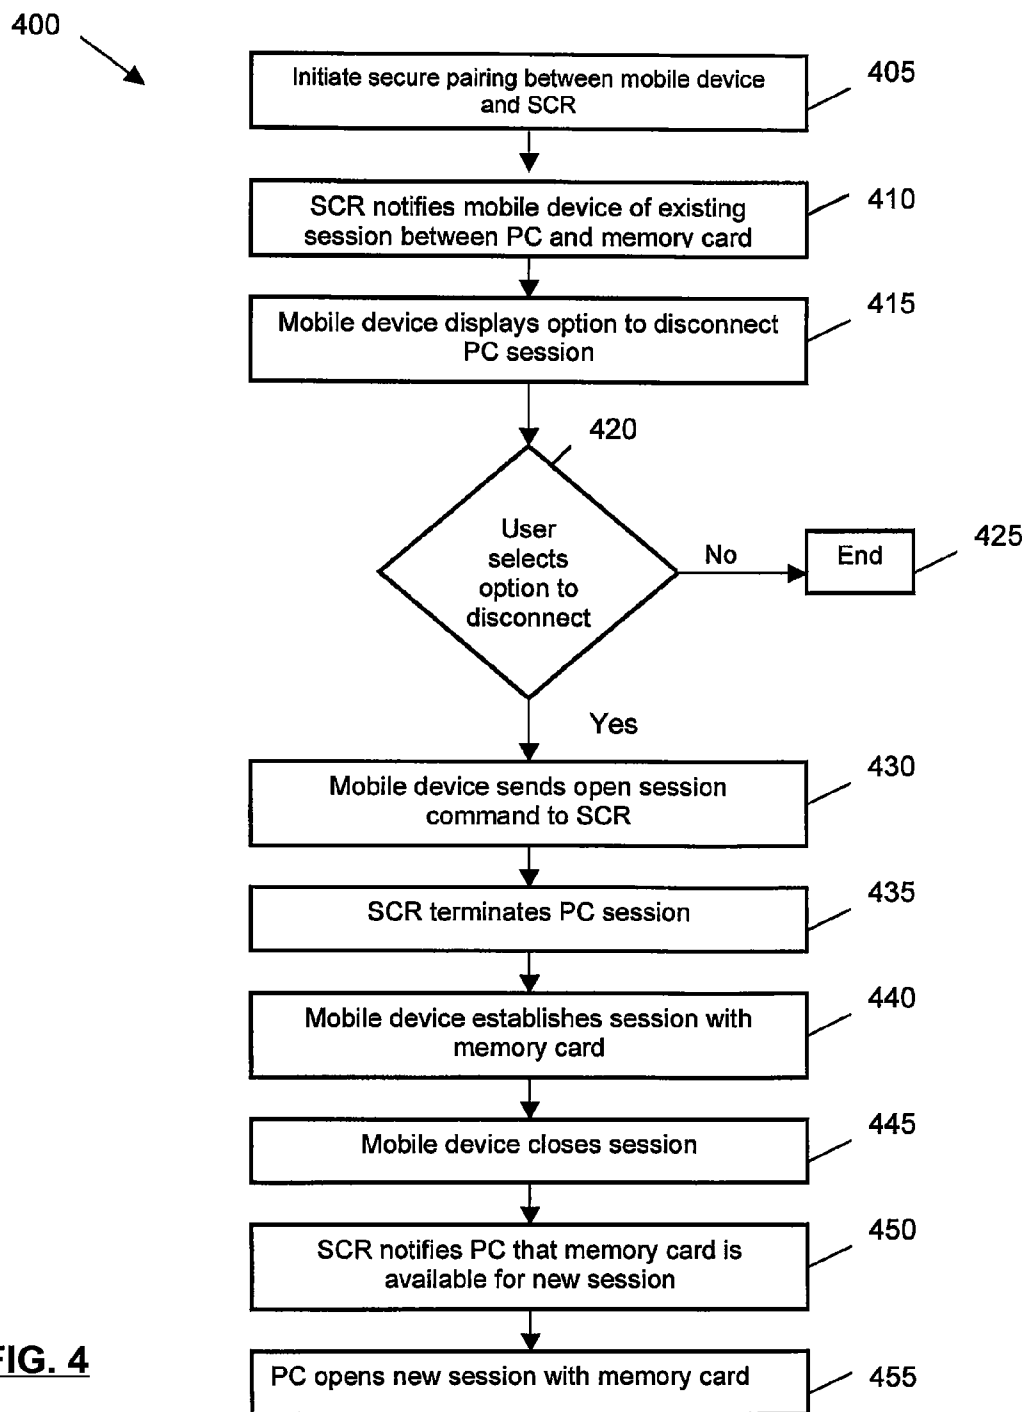 400
Initiate secure pairing between mobile device
and SCR
405
SCR notifies mobile device of existing
session between PC and memory card
410
Mobile device displays option to disconnect
PC session
415
420
User
selects
option to
disconnect
No
End
425
Yes
Mobile device sends open session
command to SCR
430
SCR terminates PC session
435
Mobile device establishes session with
memory card
440
Mobile device closes session
445
SCR notifies PC that memory card is
available for new session
450
FIG. 4
PC opens new session with memory card
455